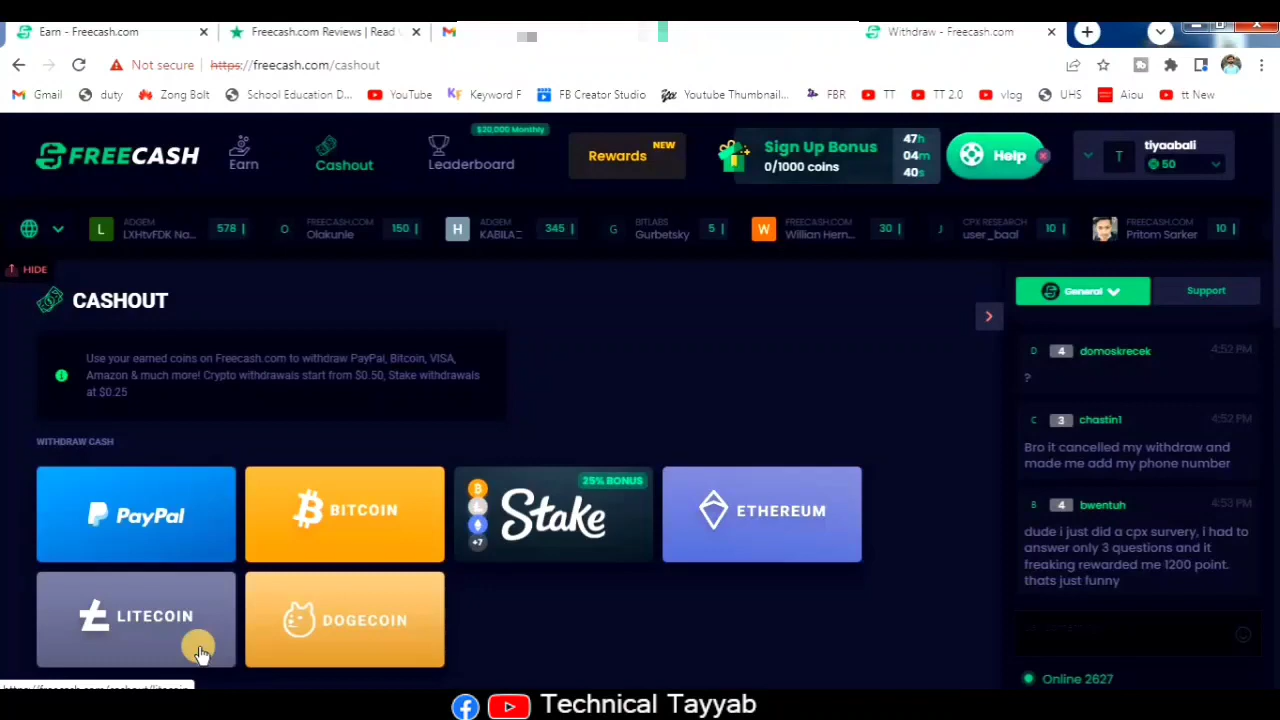 Earn - Freecash.com
Freecash.com Reviews | Read
Withdraw - Freecash.com
Not secure
https://freecash.com/cashout
Gmail
duty
Zong Bolt
School Education D...
YouTube
Keyword F
FB Creator Studio
Youtube Thumbnail...
FBR
TT
TT 2.0
vlog
UHS
Aiou
tt New
FREECASH
Earn
Cashout
$20,000 Monthly
Leaderboard
Rewards
NEW
Sign Up Bonus
0/1000 coins
47h
04m
40s
Help
T
tiyaabali
50
L
ADGEM
LXHtvFDK Na...
578
O
FREECASH.COM
Olakunle
150
H
ADGEM
345
G
BITLABS
Gurbetsky
5
W
FREECASH.COM
Willian Hern...
30
J
CPX RESEARCH
user_baal
10
FREECASH.COM
Pritom Sarker
10
HIDE
CASHOUT
Use your earned coins on Freecash.com to withdraw PayPal, Bitcoin, VISA,
Amazon & much more! Crypto withdrawals start from $0.50, Stake withdrawals
at $0.25
WITHDRAW CASH
PayPal
BITCOIN
25% BONUS
Stake
+7
ETHEREUM
LITECOIN
DOGECOIN
General
Support
D
4
domoskrecek
4:52 PM
?
C
3
chastin1
4:52 PM
Bro it cancelled my withdraw and
made me add my phone number
B
4
bwentuh
4:53 PM
dude i just did a cpx survery, i had to
answer only 3 questions and it
freaking rewarded me 1200 point.
thats just funny
Online 2627
Technical Tayyab